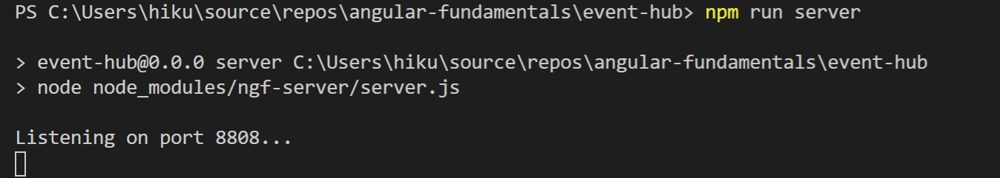 PS C:\Users\hiku\source\repos\angular-fundamentals\event-hub> npm run server
> event-hub@0.0.0 server C:\Users\hiku\source\repos\angular-fundamentals\event-hub
> node node_modules/ngf-server/server.js
Listening on port 8808...